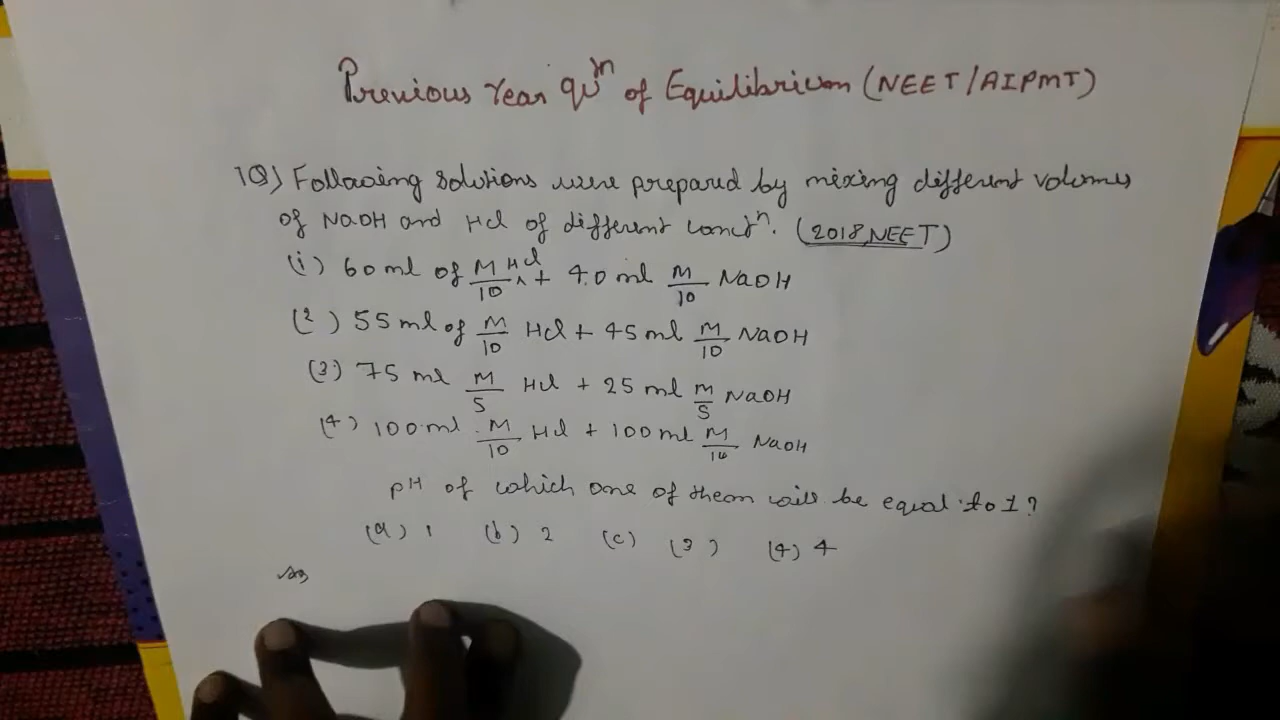 Previous Year quⁿ of Equilibrium (NEET/AIPMT)
1Q) Following solutions were prepared by mixing different volumes
of NaOH and HCl of different concⁿ. (2018, NEET)
(i) 60 ml of M/10 HCl + 40 ml M/10 NaOH
(2) 55 ml of M/10 HCl + 45 ml M/10 NaOH
(3) 75 ml M/5 HCl + 25 ml M/5 NaOH
(4) 100 ml M/10 HCl + 100 ml M/10 NaOH
pH of which one of them will be equal to 1?
(a) 1 (b) 2 (c) (3) (4) 4